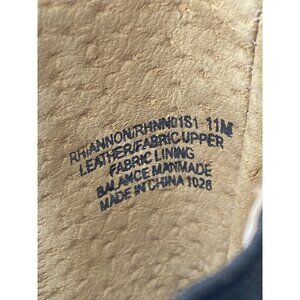 RHIANNON/RHNN01S1 11M
LEATHER/FABRIC UPPER
FABRIC LINING
BALANCE MANMADE
MADE IN CHINA 1026